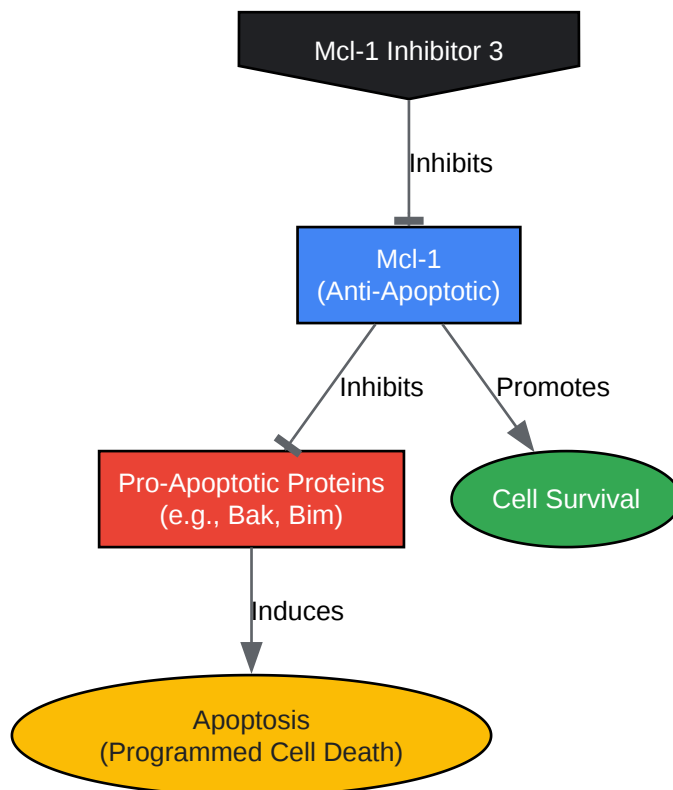 Mcl-1 Inhibitor 3
Inhibits
Mcl-1
(Anti-Apoptotic)
Inhibits
Promotes
Pro-Apoptotic Proteins
(e.g., Bak, Bim)
Cell Survival
Induces
Apoptosis
(Programmed Cell Death)